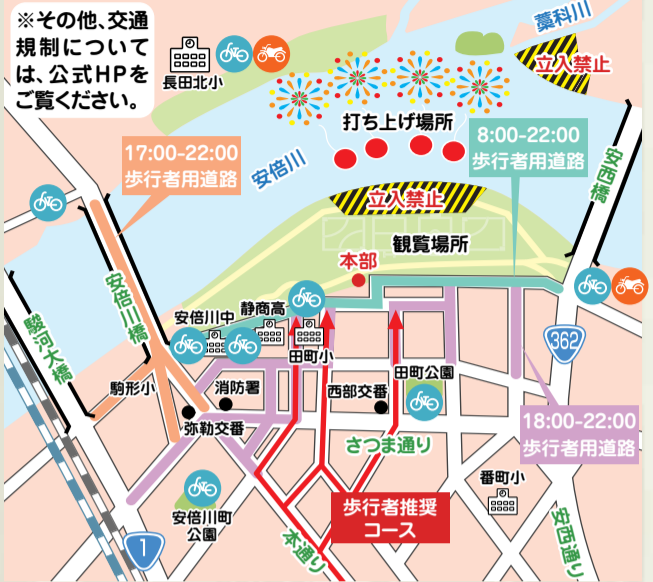 ※その他、交通
規制について
は、公式HPを
ご覧ください。
長田北小
藁科川
立入禁止
打ち上げ場所
17:00-22:00
歩行者用道路
8:00-22:00
歩行者用道路
安倍川
安西橋
立入禁止
観覧場所
本部
安倍川橋
駿河大橋
静商高
安倍川中
田町小
362
駒形小
消防署
西部交番
田町公園
弥勒交番
18:00-22:00
歩行者用道路
さつま通り
番町小
歩行者推奨
コース
安倍川町
公園
本通り
安西通り
1